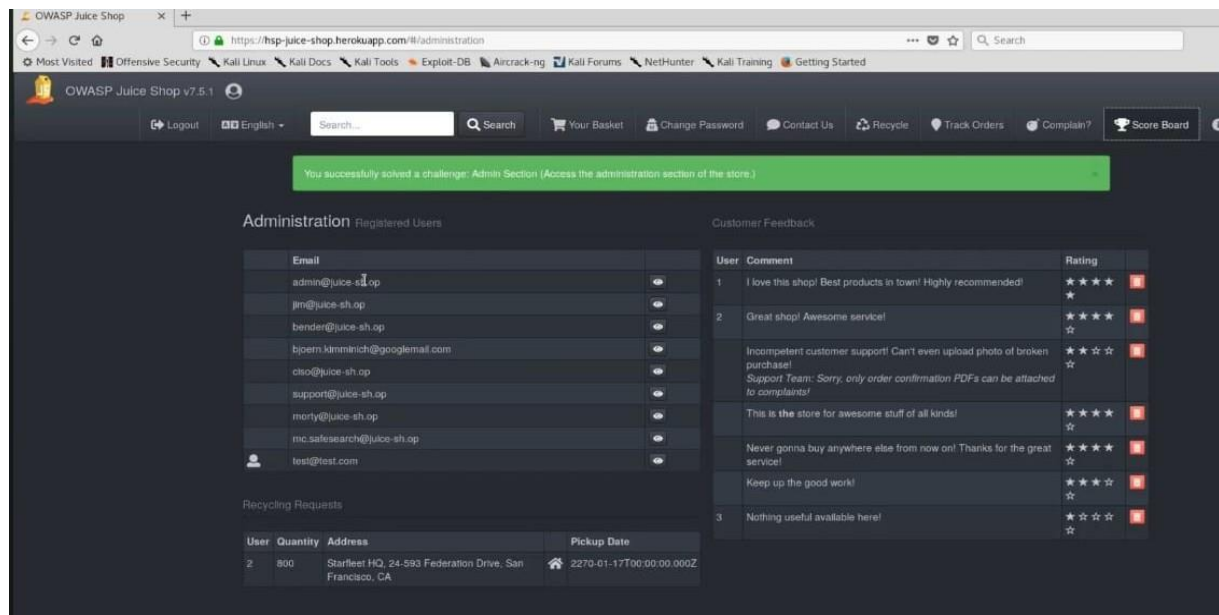 OWASP Juice Shop
https://hsp-juice-shop.herokuapp.com/#/administration
Search
Most Visited Offensive Security Kali Linux Kali Docs Kali Tools Exploit-DB Aircrack-ng Kali Forums NetHunter Kali Training Getting Started
OWASP Juice Shop v7.5.1
Logout English Search... Search Your Basket Change Password Contact Us Recycle Track Orders Complain? Score Board
You successfully solved a challenge: Admin Section (Access the administration section of the store.)
Administration Registered Users
Email
admin@juice-sh.op
jim@juice-sh.op
bender@juice-sh.op
bjoern.kimminich@googlemail.com
ciso@juice-sh.op
support@juice-sh.op
morty@juice-sh.op
mc.safesearch@juice-sh.op
test@test.com
Recycling Requests
User Quantity Address Pickup Date
2 800 Starfleet HQ, 24-593 Federation Drive, San 2270-01-17T00:00:00.000Z
Francisco, CA
Customer Feedback
User Comment Rating
1 I love this shop! Best products in town! Highly recommended!
2 Great shop! Awesome service!
Incompetent customer support! Can't even upload photo of broken
purchase!
Support Team: Sorry, only order confirmation PDFs can be attached
to complaints!
This is the store for awesome stuff of all kinds!
Never gonna buy anywhere else from now on! Thanks for the great
service!
Keep up the good work!
3 Nothing useful available here!